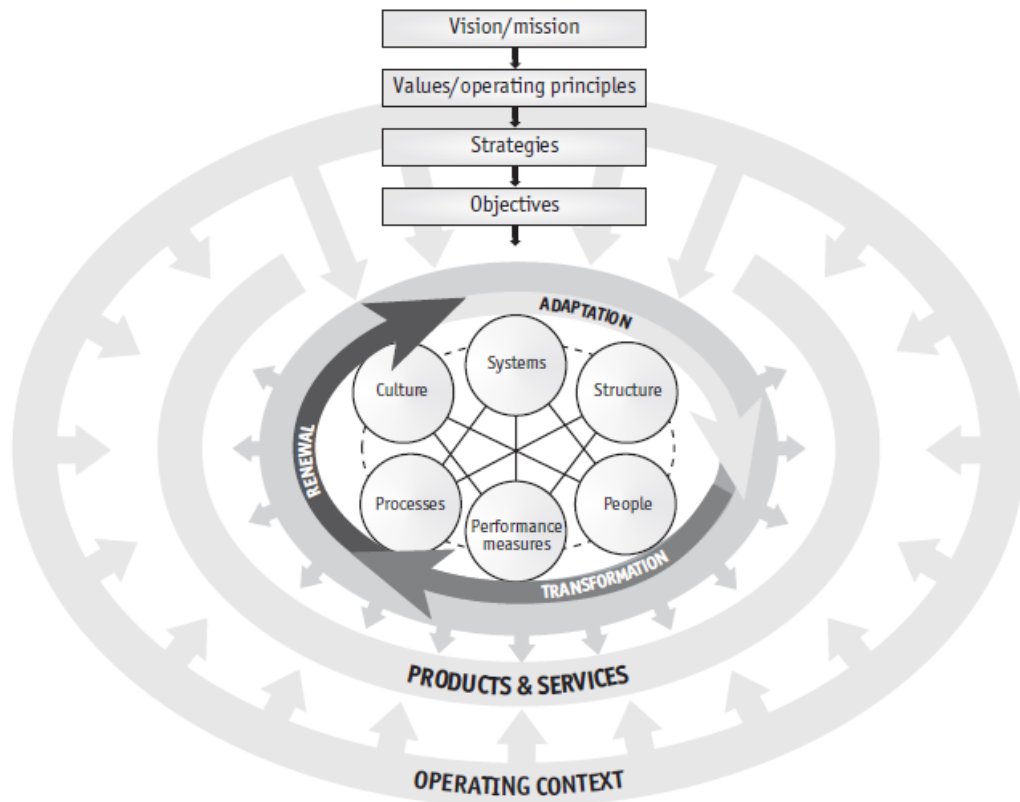 Vision/mission
Values/operating principles
Strategies
Objectives
ADAPTATION
Systems
Culture
Structure
RENEWAL
Processes
Performance
measures
People
TRANSFORMATION
PRODUCTS & SERVICES
OPERATING CONTEXT